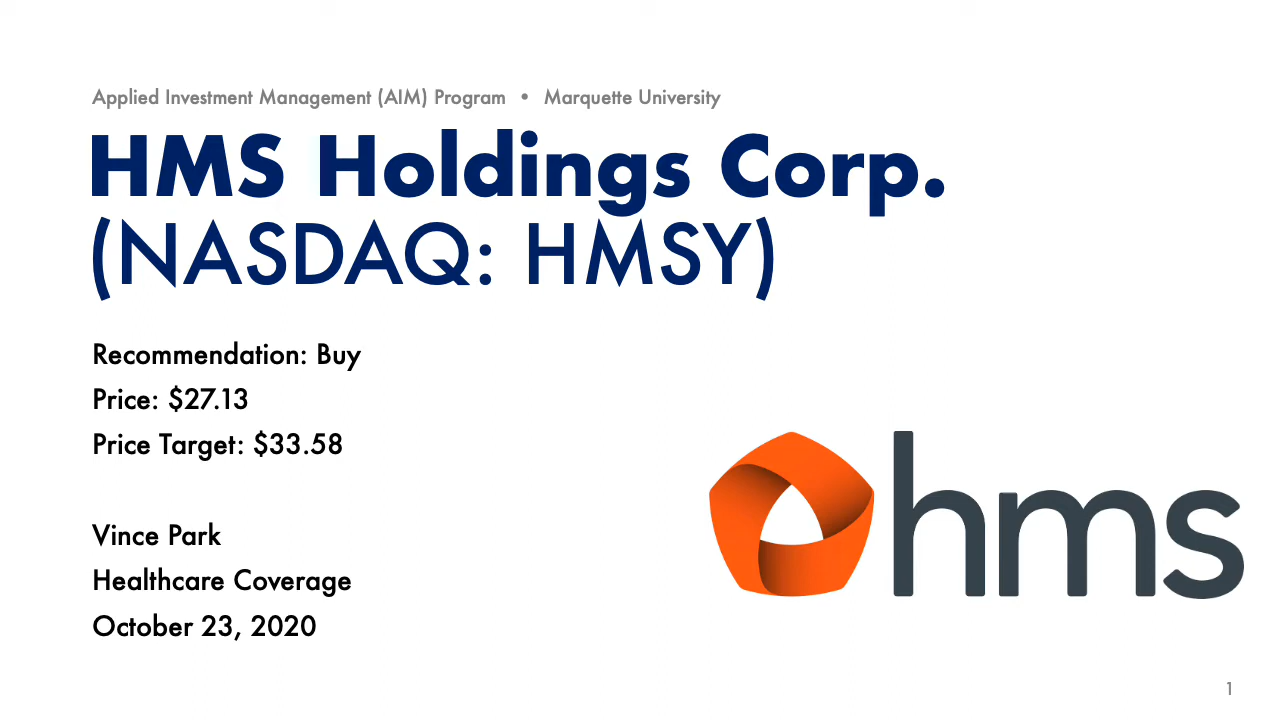 Applied Investment Management (AIM) Program • Marquette University
HMS Holdings Corp.
(NASDAQ: HMSY)
Recommendation: Buy
Price: $27.13
Price Target: $33.58
hms
Vince Park
Healthcare Coverage
October 23, 2020
1